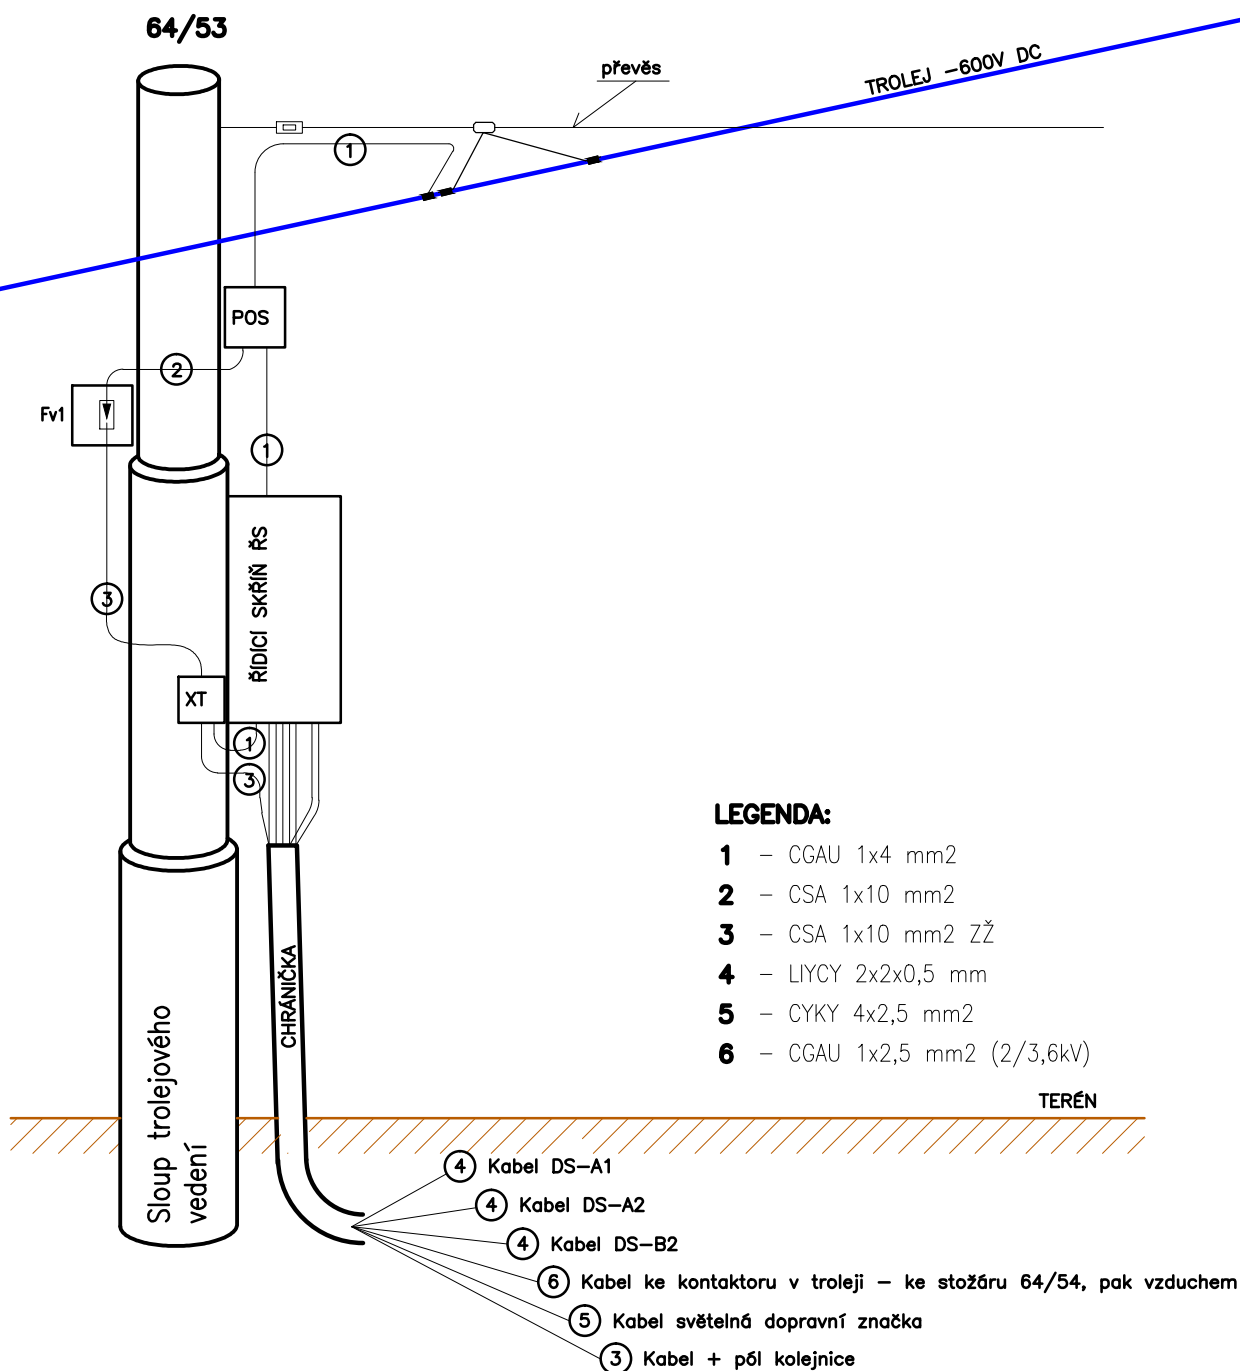 64/53
převěs
TROLEJ -600V DC
1
POS
2
Fv1
1
ŘÍDÍCÍ SKŘÍŇ ŘS
3
XT
1
3
LEGENDA:
1 - CGAU 1x4 mm2
2 - CSA 1x10 mm2
3 - CSA 1x10 mm2 ZŽ
4 - LIYCY 2x2x0,5 mm
5 - CYKY 4x2,5 mm2
6 - CGAU 1x2,5 mm2 (2/3,6kV)
CHRÁNIČKA
Sloup trolejového
vedení
TERÉN
4 Kabel DS-A1
4 Kabel DS-A2
4 Kabel DS-B2
6 Kabel ke kontaktoru v troleji - ke stožáru 64/54, pak vzduchem
5 Kabel světelná dopravní značka
3 Kabel + pól kolejnice